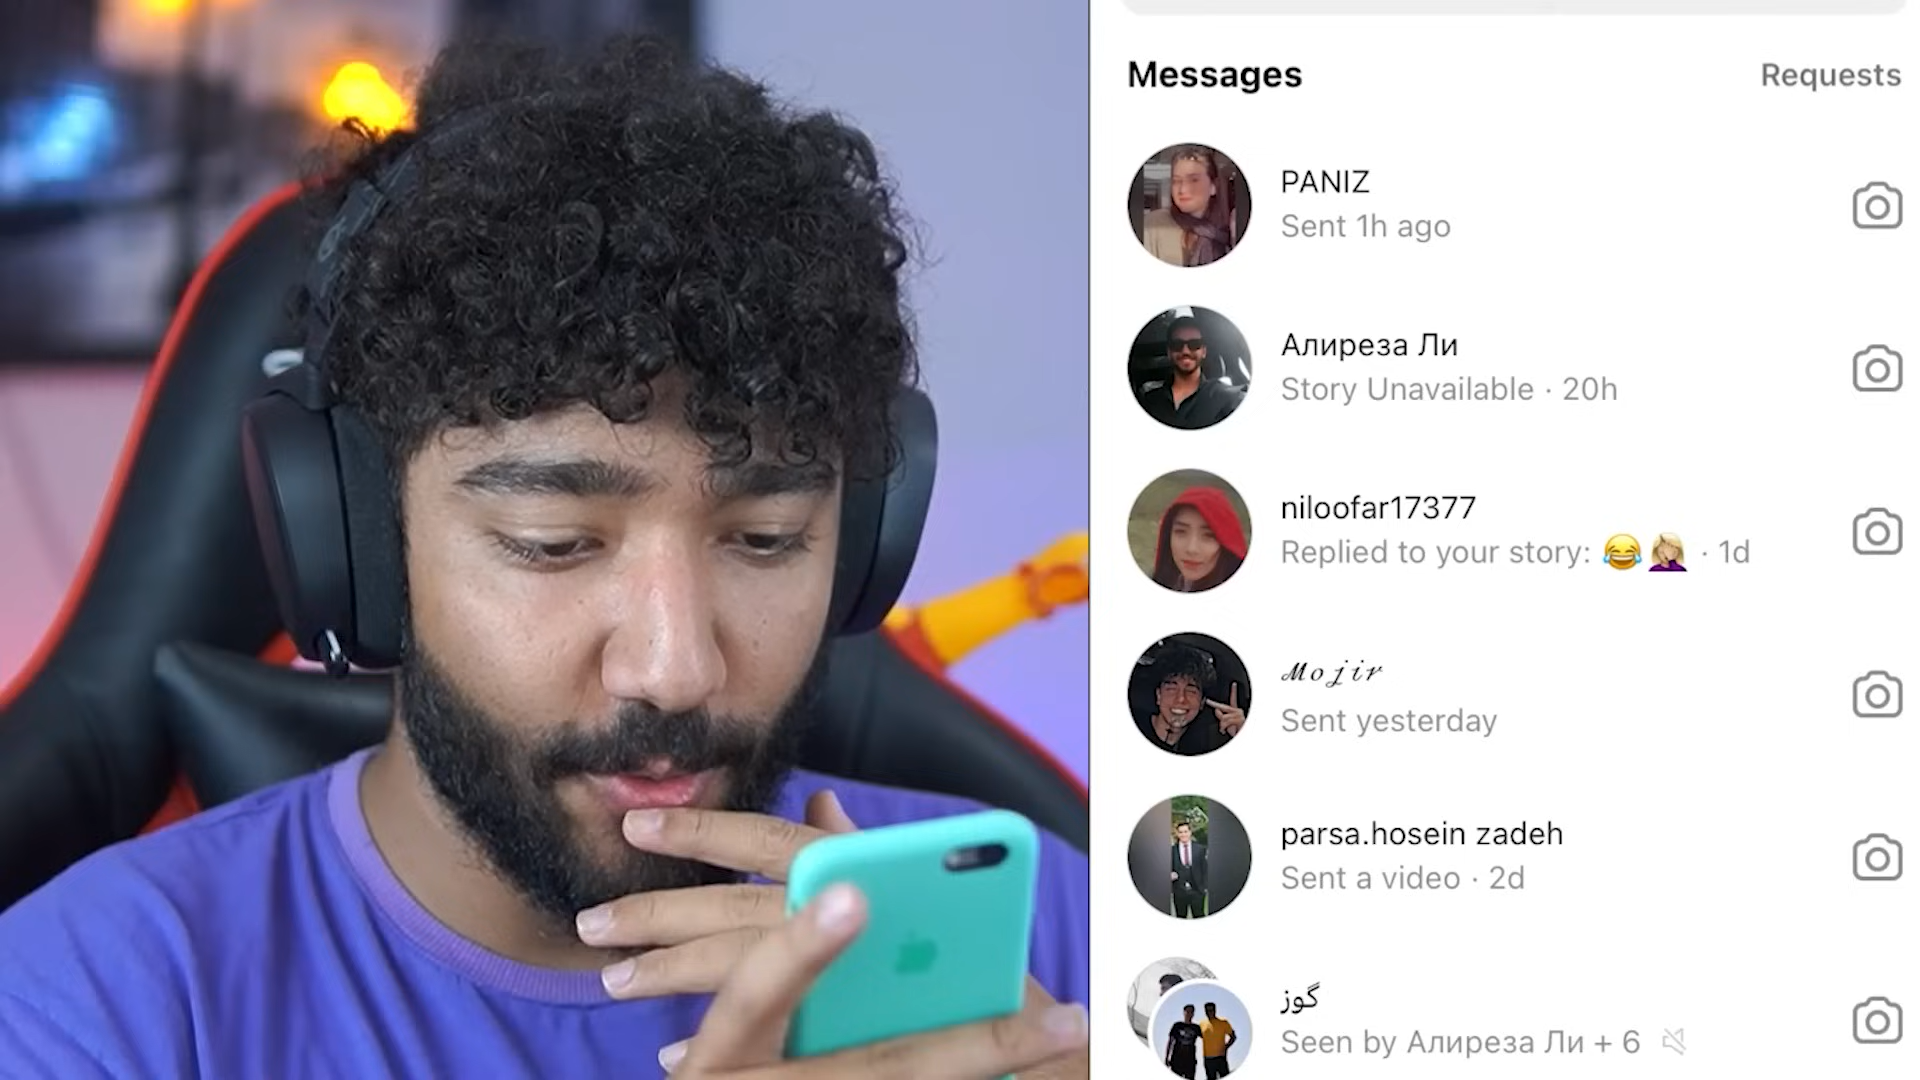 Messages
Requests
PANIZ
Sent 1h ago
Алиреза Ли
Story Unavailable · 20h
niloofar17377
Replied to your story: 😂🤦🏼‍♀️ · 1d
𝓜𝓸𝓳𝓲𝓻
Sent yesterday
parsa.hosein zadeh
Sent a video · 2d
گوز
Seen by Алиреза Ли + 6